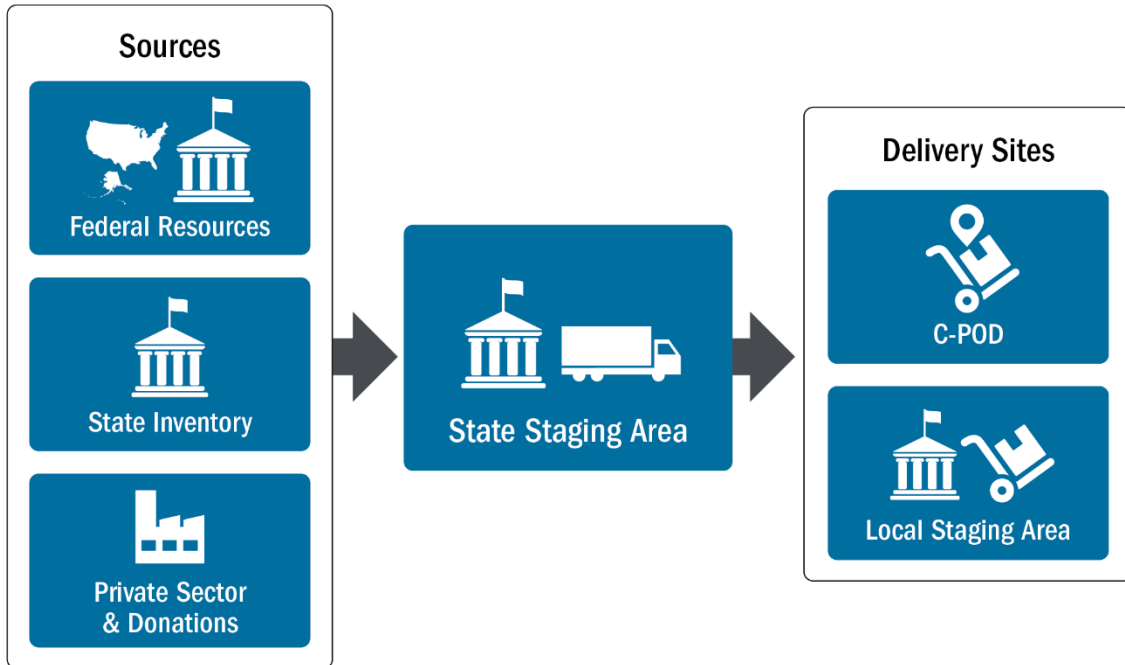 Sources
Federal Resources
State Inventory
Private Sector
& Donations
State Staging Area
Delivery Sites
C-POD
Local Staging Area